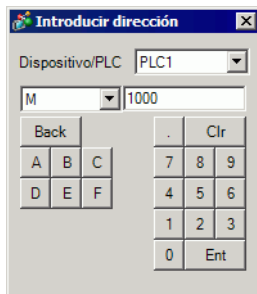 Introducir dirección
Dispositivo/PLC PLC1
M 1000
Back . Clr
A B C 7 8 9
D E F 4 5 6
1 2 3
0 Ent